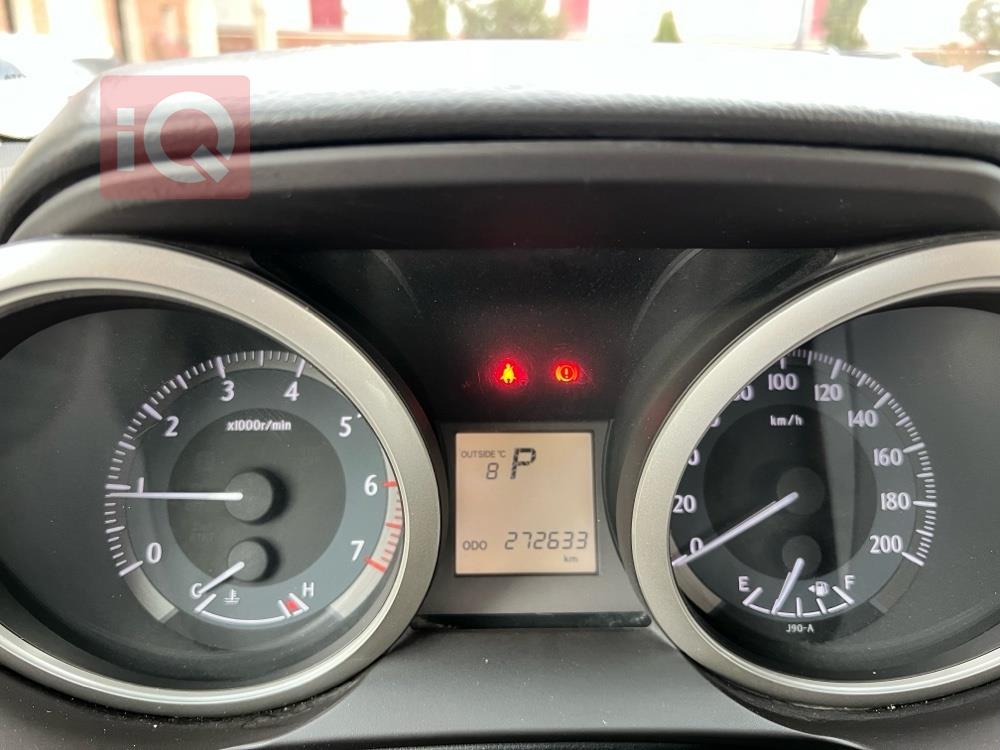 iQ
0 1 2 3 4 5 6 7
x1000r/min
C H
OUTSIDE °C
8 P
ODO 272633
km
0 20 100 120 140 160 180 200
km/h
E F
J90-A